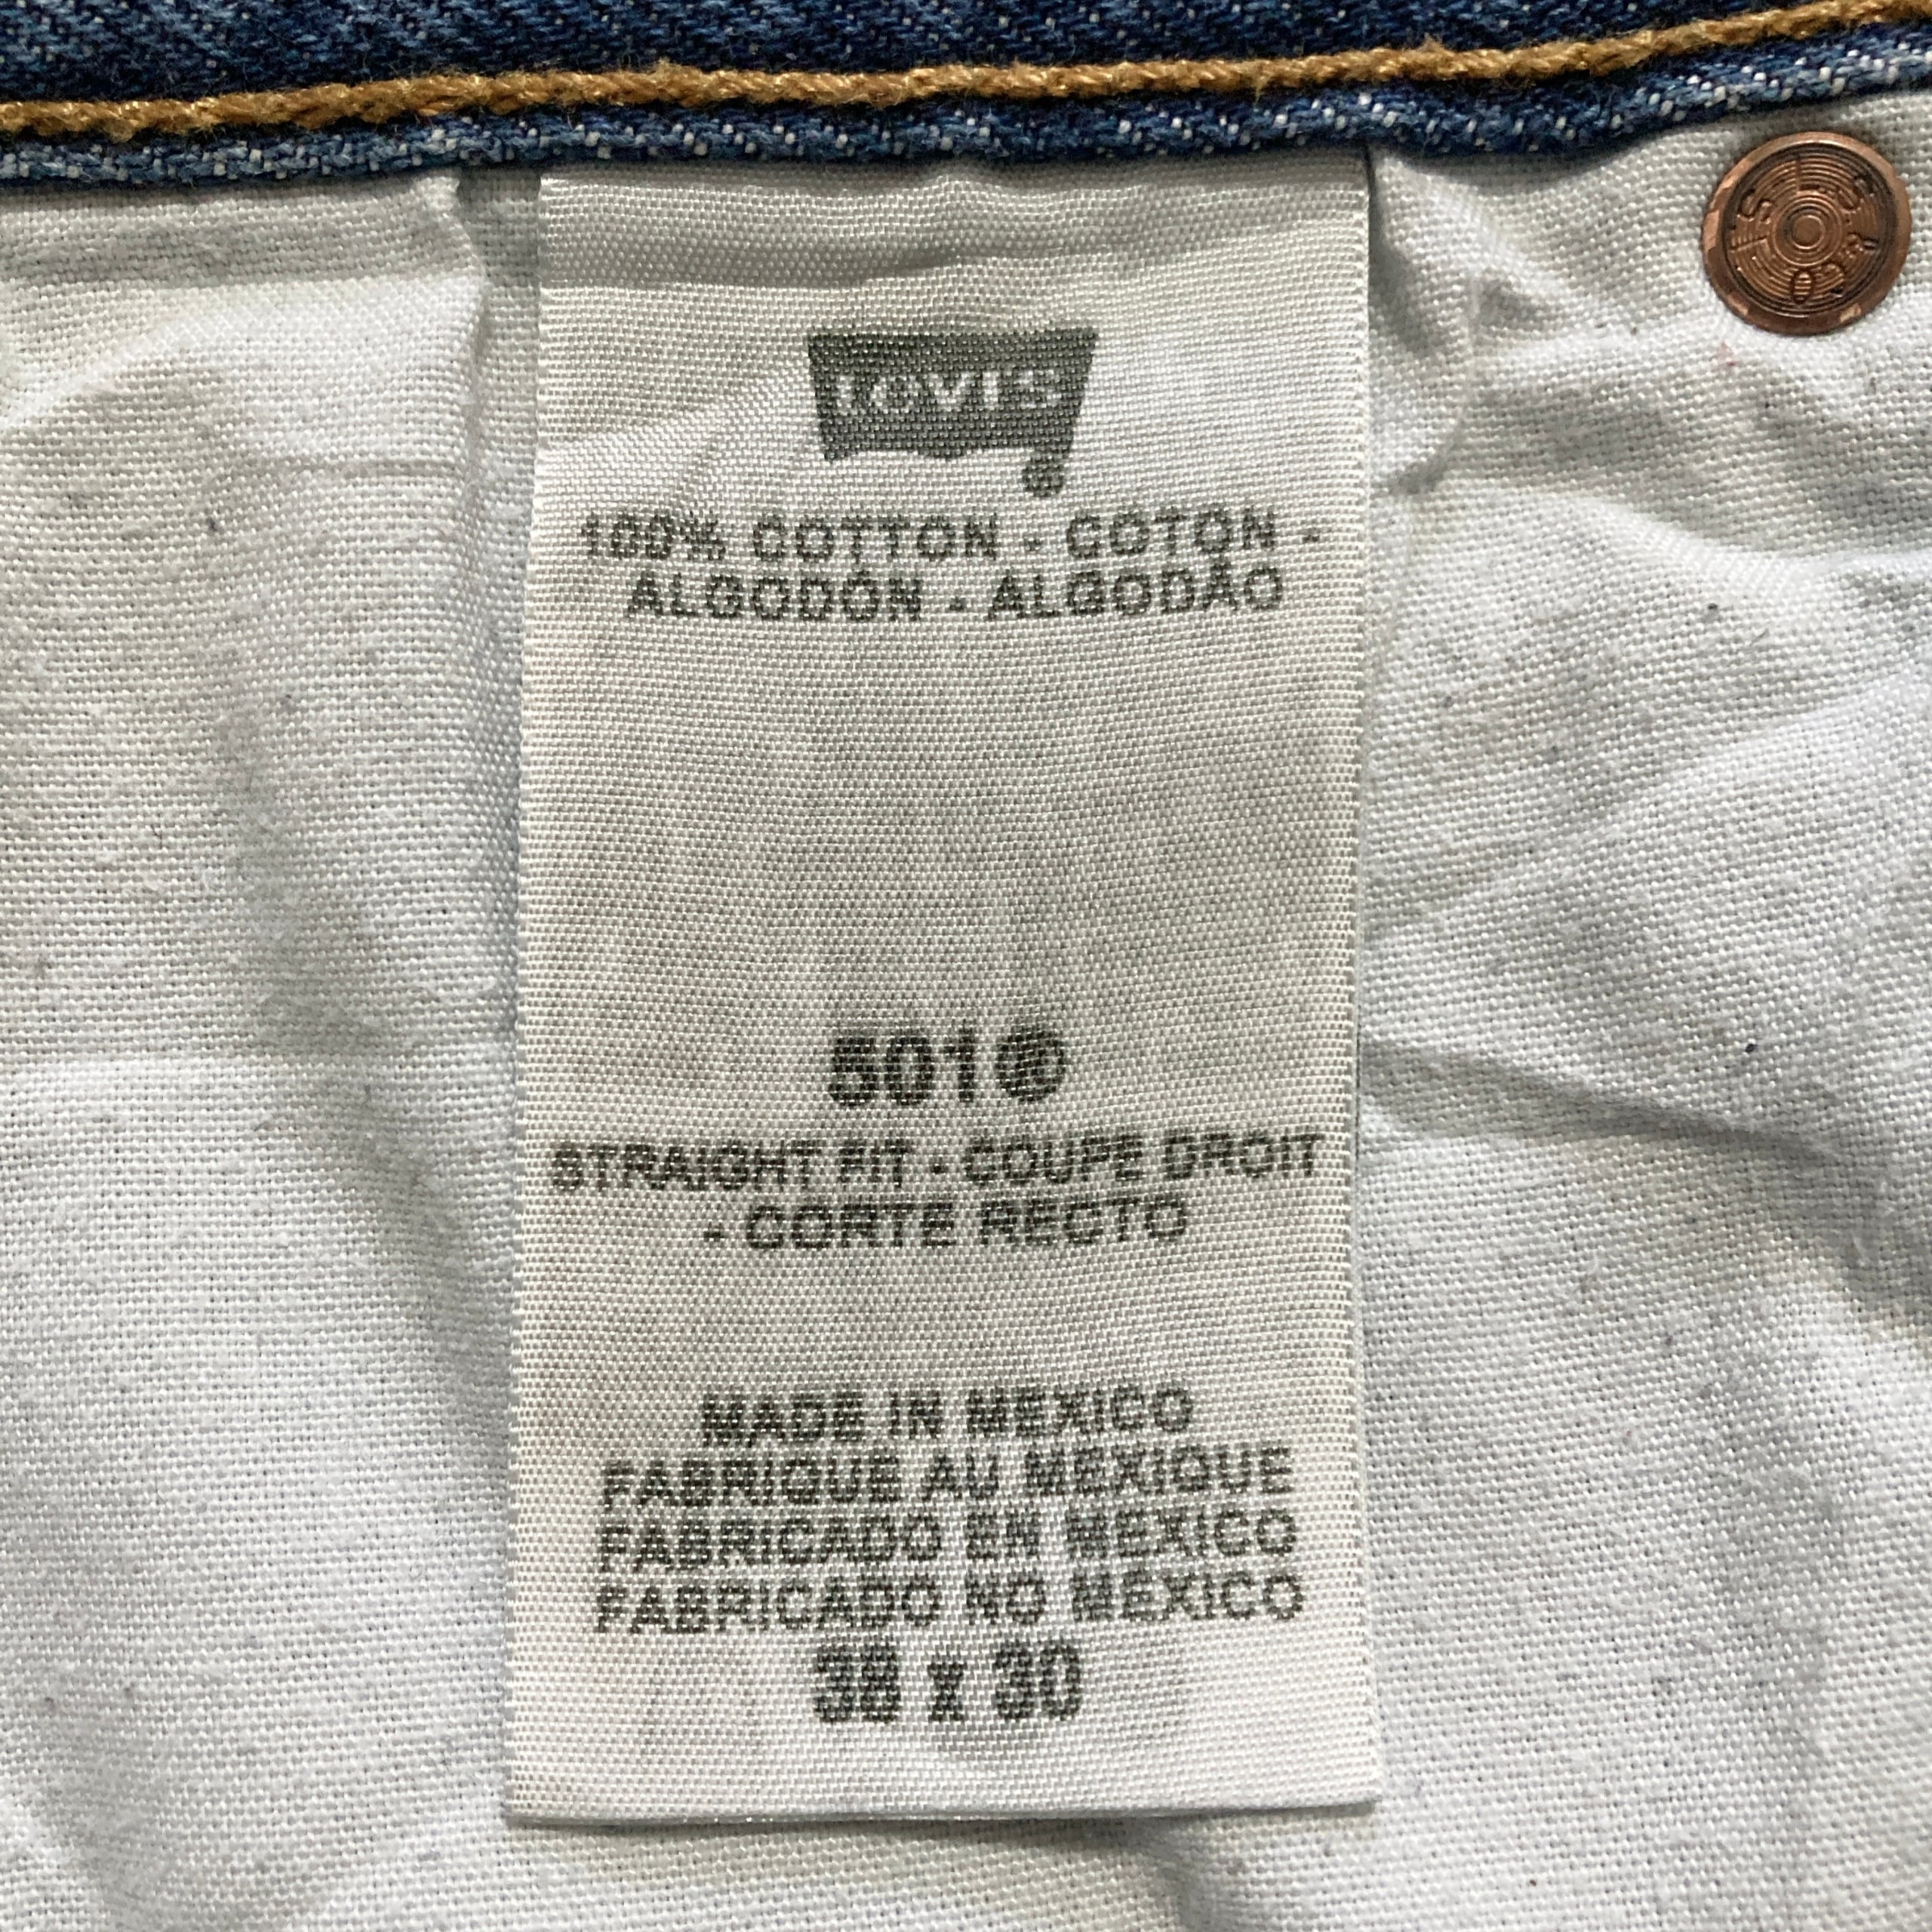 LEVI'S
®
100% COTTON - COTON -
ALGODÓN - ALGODÃO
501®
STRAIGHT FIT - COUPE DROIT
- CORTE RECTO
MADE IN MEXICO
FABRIQUE AU MEXIQUE
FABRICADO EN MEXICO
FABRICADO NO MÉXICO
38 x 30